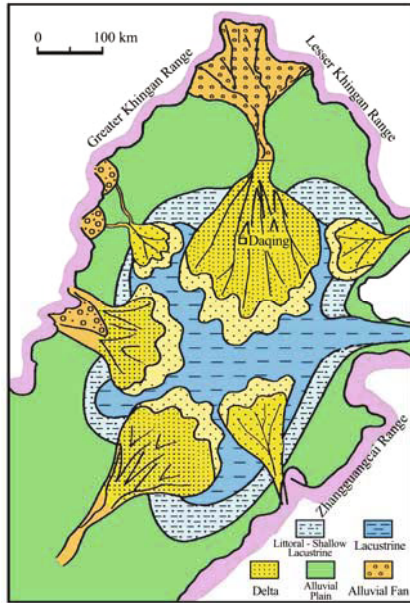 0 100 km
Greater Khingan Range
Lesser Khingan Range
Daqing
Zhangguangcai Range
Littoral - Shallow
Lacustrine
Lacustrine
Delta
Alluvial
Plain
Alluvial Fan